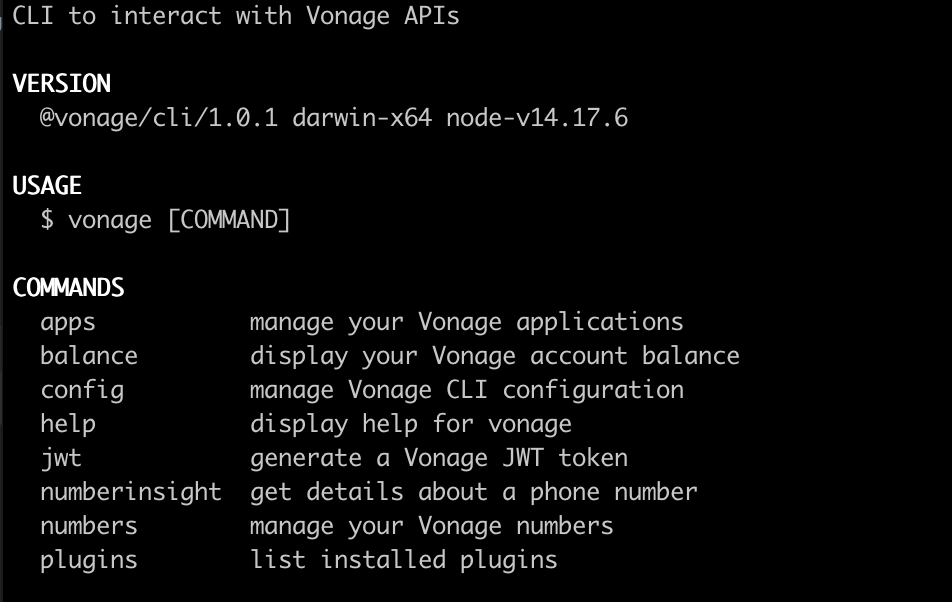 CLI to interact with Vonage APIs
VERSION
@vonage/cli/1.0.1 darwin-x64 node-v14.17.6
USAGE
$ vonage [COMMAND]
COMMANDS
apps manage your Vonage applications
balance display your Vonage account balance
config manage Vonage CLI configuration
help display help for vonage
jwt generate a Vonage JWT token
numberinsight get details about a phone number
numbers manage your Vonage numbers
plugins list installed plugins